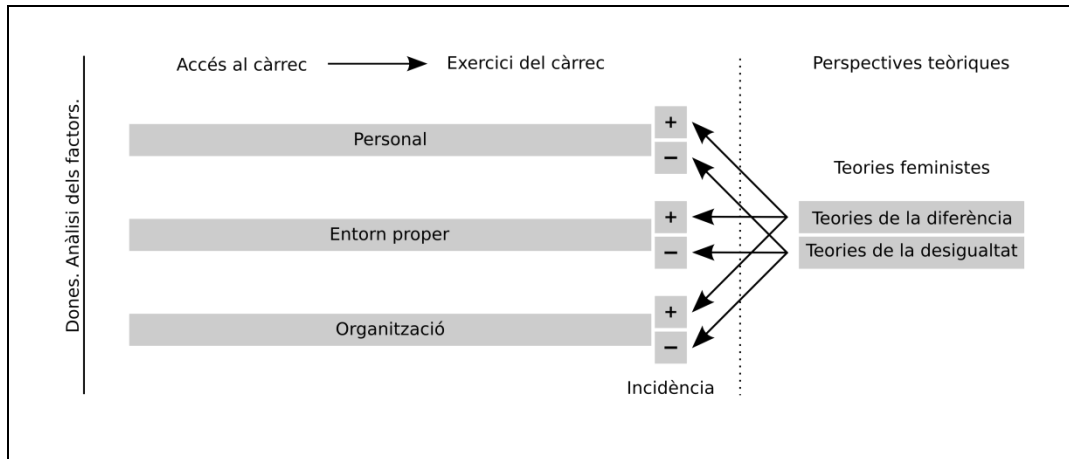 Dones. Anàlisi dels factors.
Accés al càrrec
Exercici del càrrec
Perspectives teòriques
Personal
+
−
Teories feministes
Entorn proper
+
−
Teories de la diferència
Teories de la desigualtat
Organització
+
−
Incidència